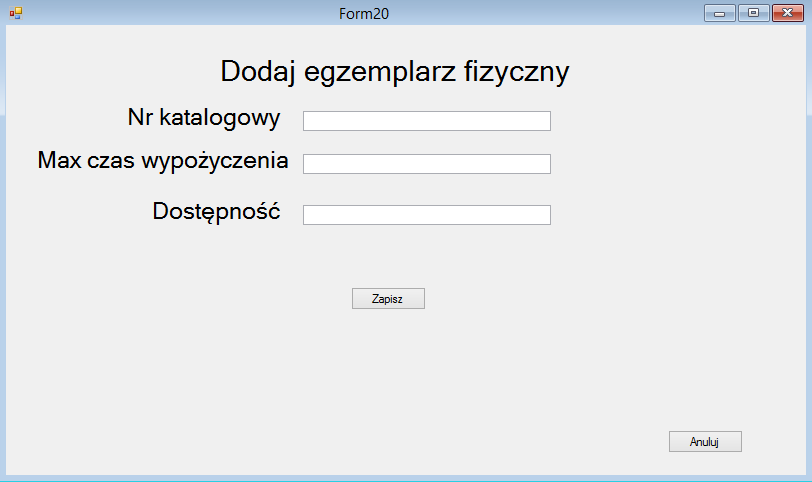 Form20
Dodaj egzemplarz fizyczny
Nr katalogowy
Max czas wypożyczenia
Dostępność
Zapisz
Anuluj